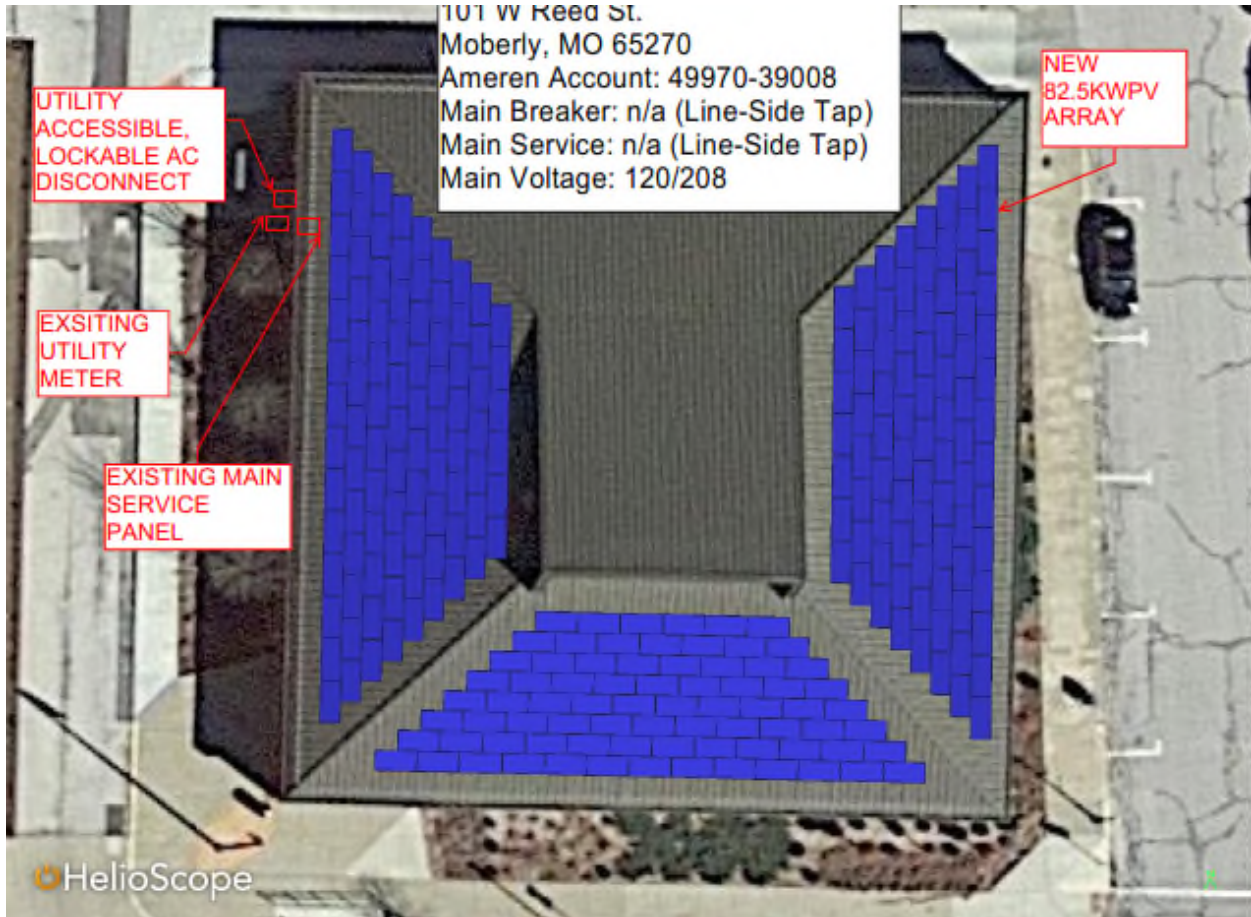 101 W Reed St.
Moberly, MO 65270
Ameren Account: 49970-39008
Main Breaker: n/a (Line-Side Tap)
Main Service: n/a (Line-Side Tap)
Main Voltage: 120/208
NEW
82.5KWPV
ARRAY
UTILITY
ACCESSIBLE,
LOCKABLE AC
DISCONNECT
EXSITING
UTILITY
METER
EXISTING MAIN
SERVICE
PANEL
HelioScope